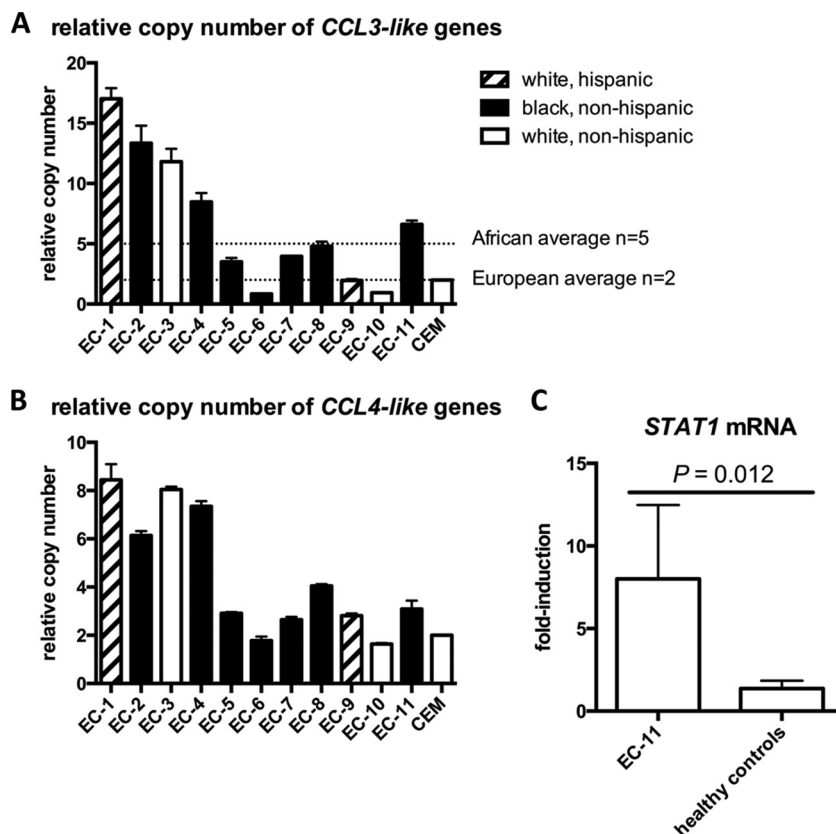 A relative copy number of CCL3-like genes
relative copy number
20
15
10
5
0
EC-1
EC-2
EC-3
EC-4
EC-5
EC-6
EC-7
EC-8
EC-9
EC-10
EC-11
CEM
white, hispanic
black, non-hispanic
white, non-hispanic
African average n=5
European average n=2
B relative copy number of CCL4-like genes
relative copy number
10
8
6
4
2
0
EC-1
EC-2
EC-3
EC-4
EC-5
EC-6
EC-7
EC-8
EC-9
EC-10
EC-11
CEM
C
STAT1 mRNA
P = 0.012
fold-induction
15
10
5
0
EC-11
healthy controls